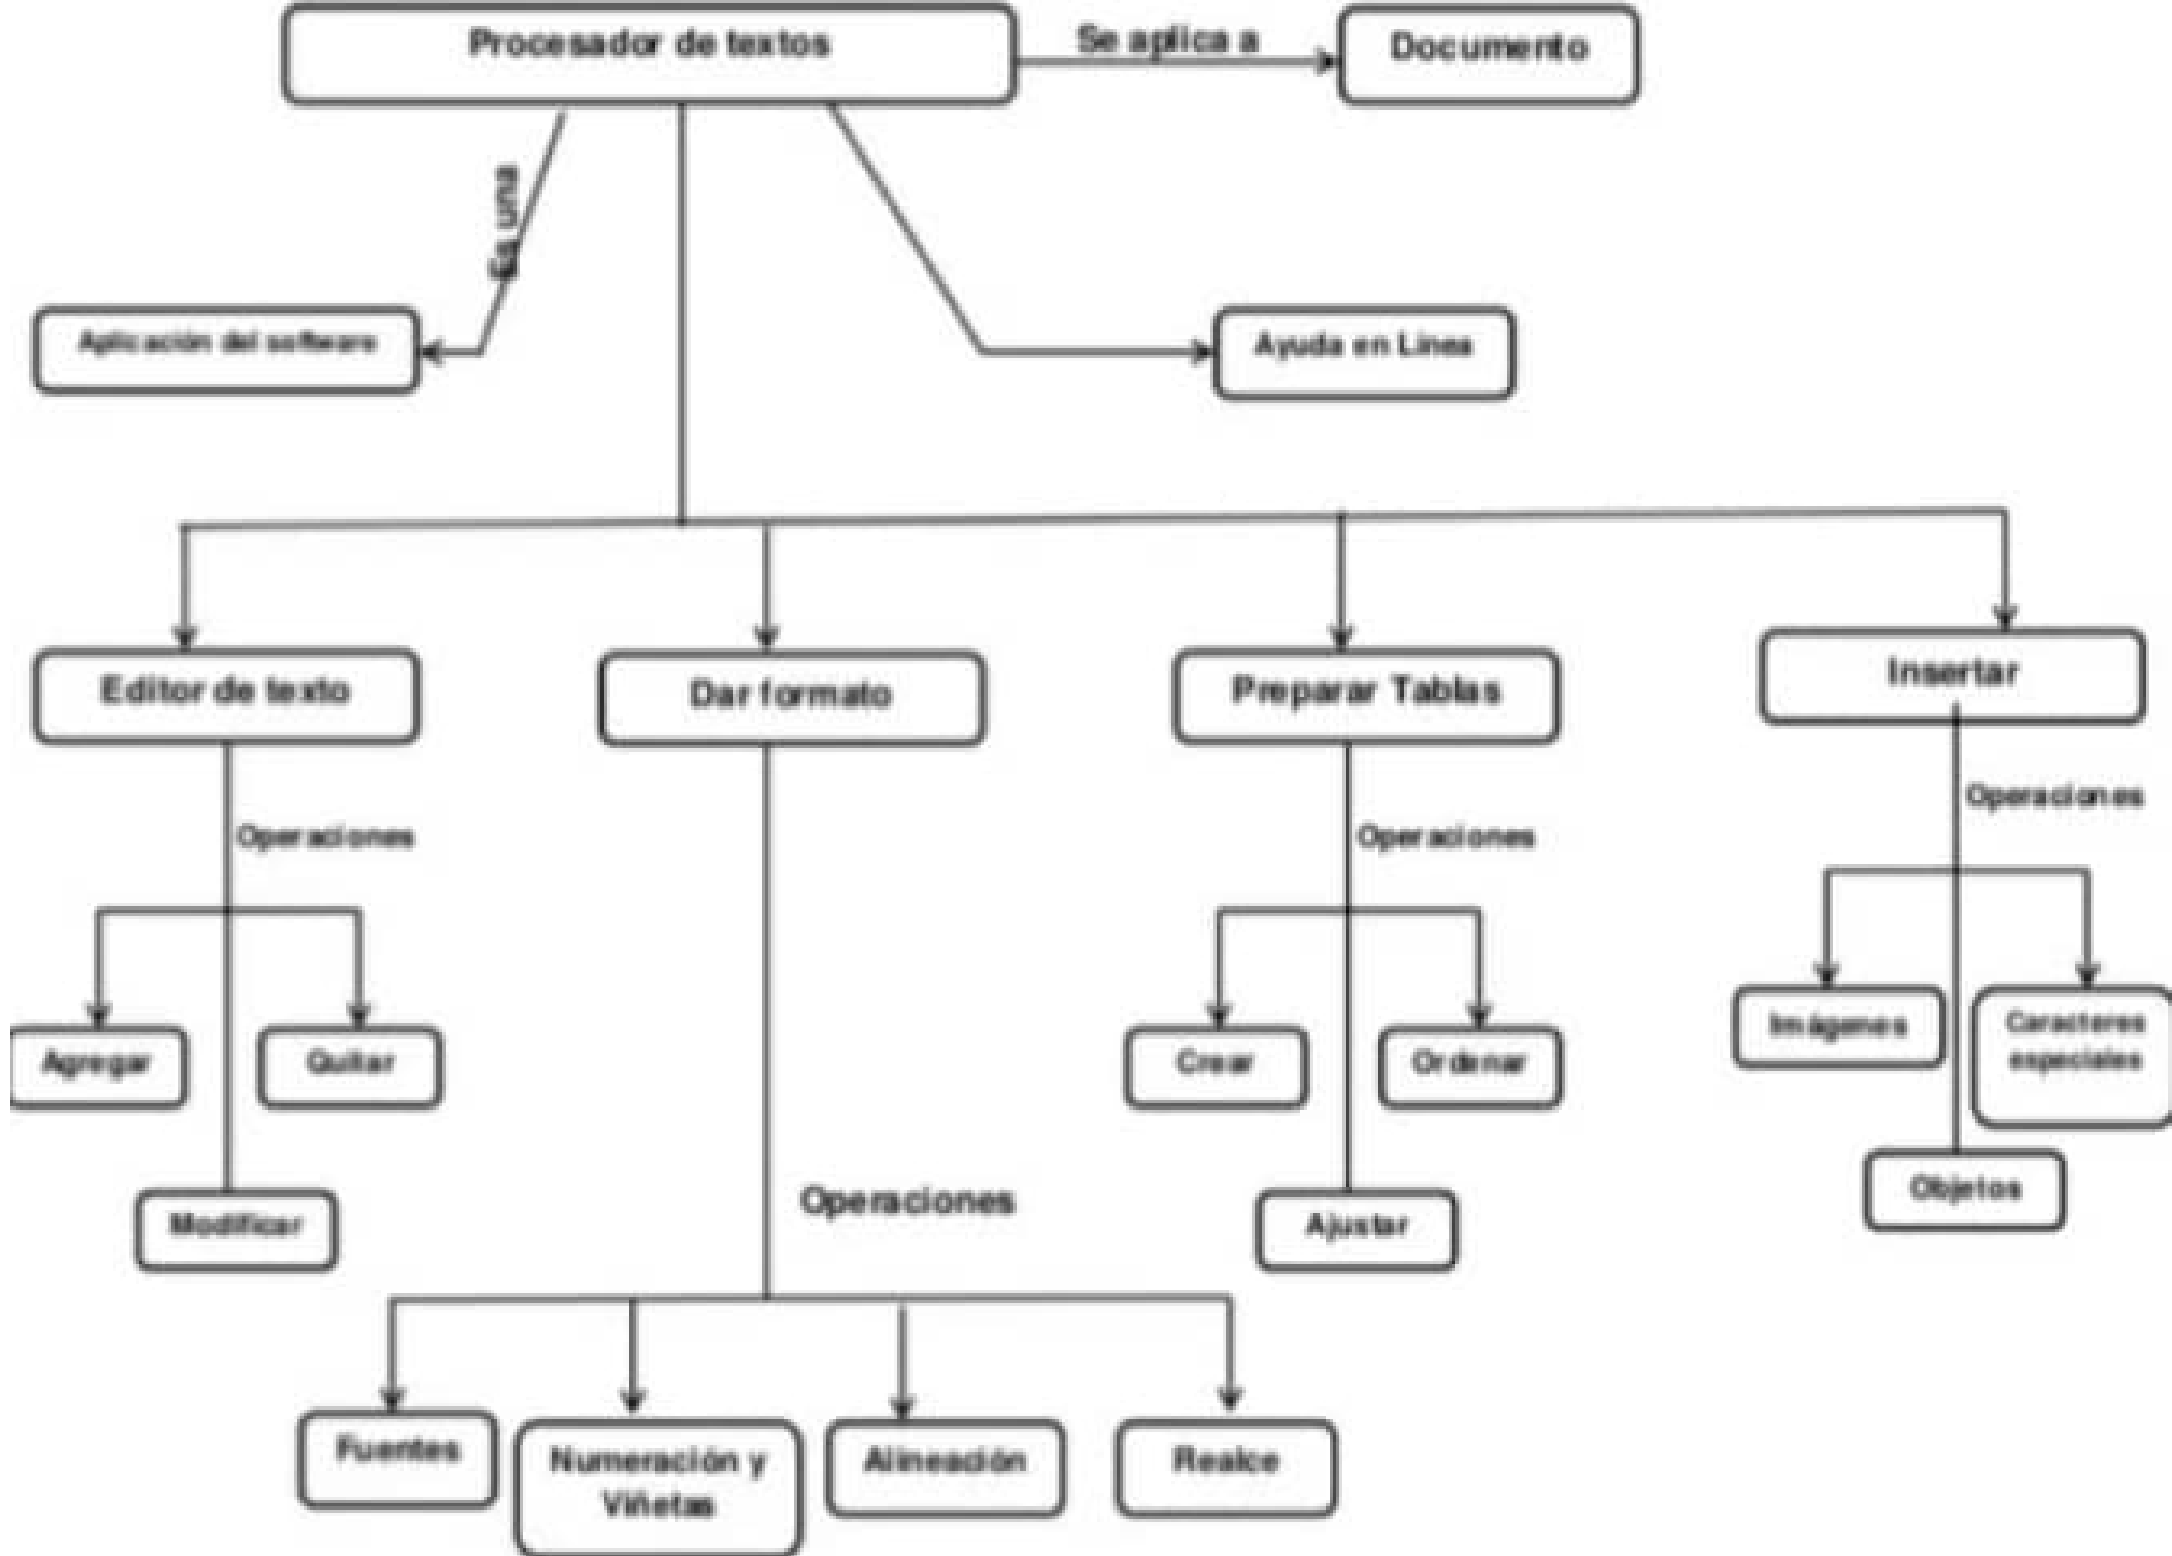 Procesador de textos
Se aplica a
Documento
Es una
Aplicación del software
Ayuda en Línea
Editor de texto
Dar formato
Preparar Tablas
Insertar
Operaciones
Operaciones
Operaciones
Agregar
Quitar
Crear
Ordenar
Imágenes
Caracteres
especiales
Modificar
Operaciones
Ajustar
Objetos
Fuentes
Numeración y
Viñetas
Alineación
Realce